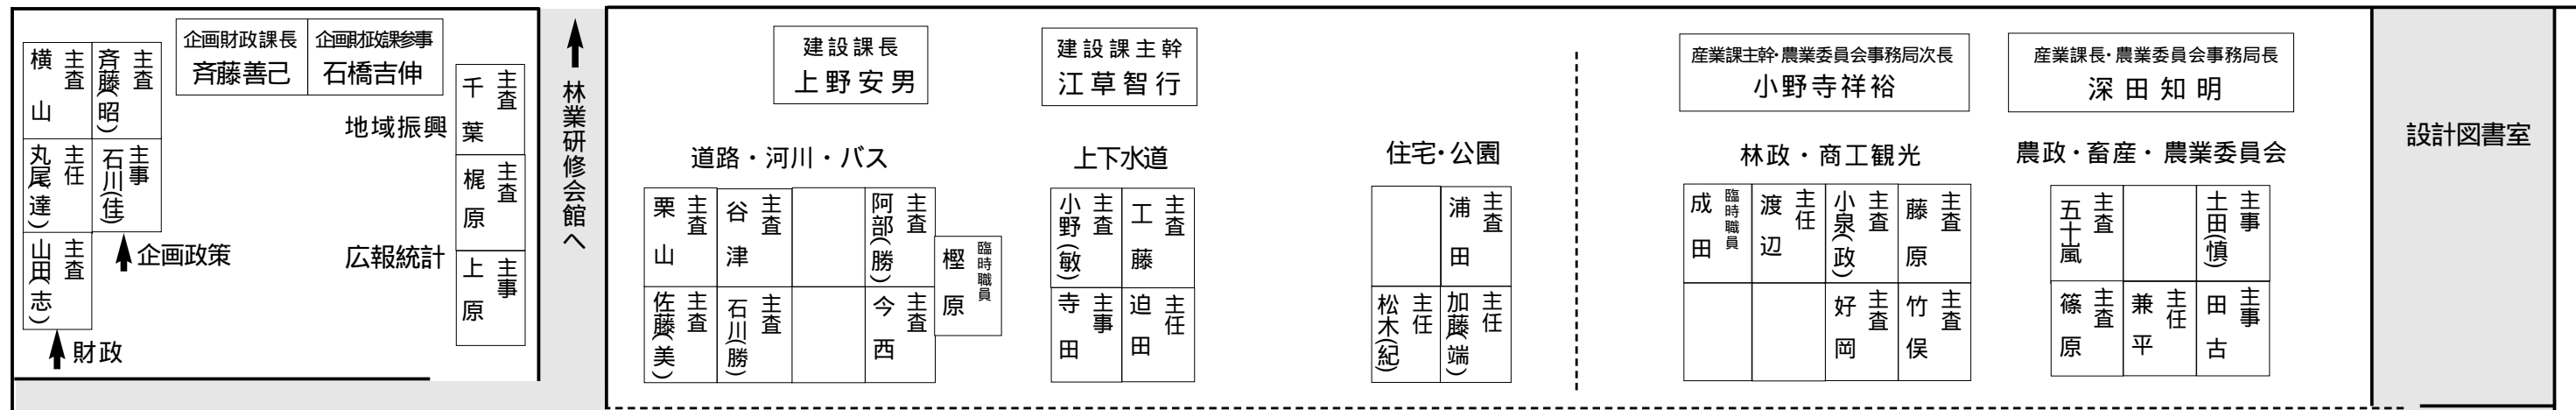 横山 主査
斉藤(昭) 主査
丸尾(達) 主任
石川(佳) 主事
山田(志) 主査
企画政策
財政
企画財政課長
斉藤善己
企画財政課参事
石橋吉伸
地域振興
広報統計
千葉 主査
梶原 主査
上原 主事
林業研修会館へ
建設課長
上野安男
建設課主幹
江草智行
道路・河川・バス
栗山 主査
谷津 主査
阿部(勝) 主査
佐藤(美) 主査
石川(勝) 主査
今西 主査
樫原 臨時職員
上下水道
小野(敏) 主査
工藤 主査
寺田 主事
迫田 主任
住宅・公園
浦田 主査
松木(紀) 主任
加藤(端) 主任
産業課主幹・農業委員会事務局次長
小野寺祥裕
林政・商工観光
成田 臨時職員
渡辺 主任
小泉(政) 主査
藤原 主査
好岡 主査
竹俣 主査
産業課長・農業委員会事務局長
深田知明
農政・畜産・農業委員会
五十嵐 主査
土田(慎) 主事
篠原 主査
兼平 主任
田古 主事
設計図書室